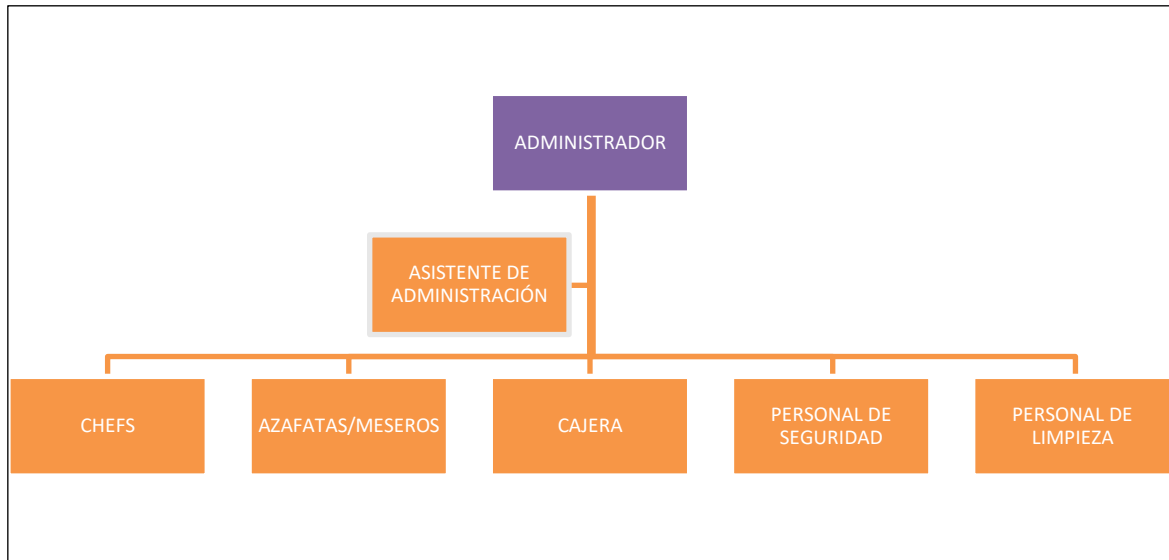 ADMINISTRADOR
ASISTENTE DE
ADMINISTRACIÓN
CHEFS
AZAFATAS/MESEROS
CAJERA
PERSONAL DE
SEGURIDAD
PERSONAL DE
LIMPIEZA